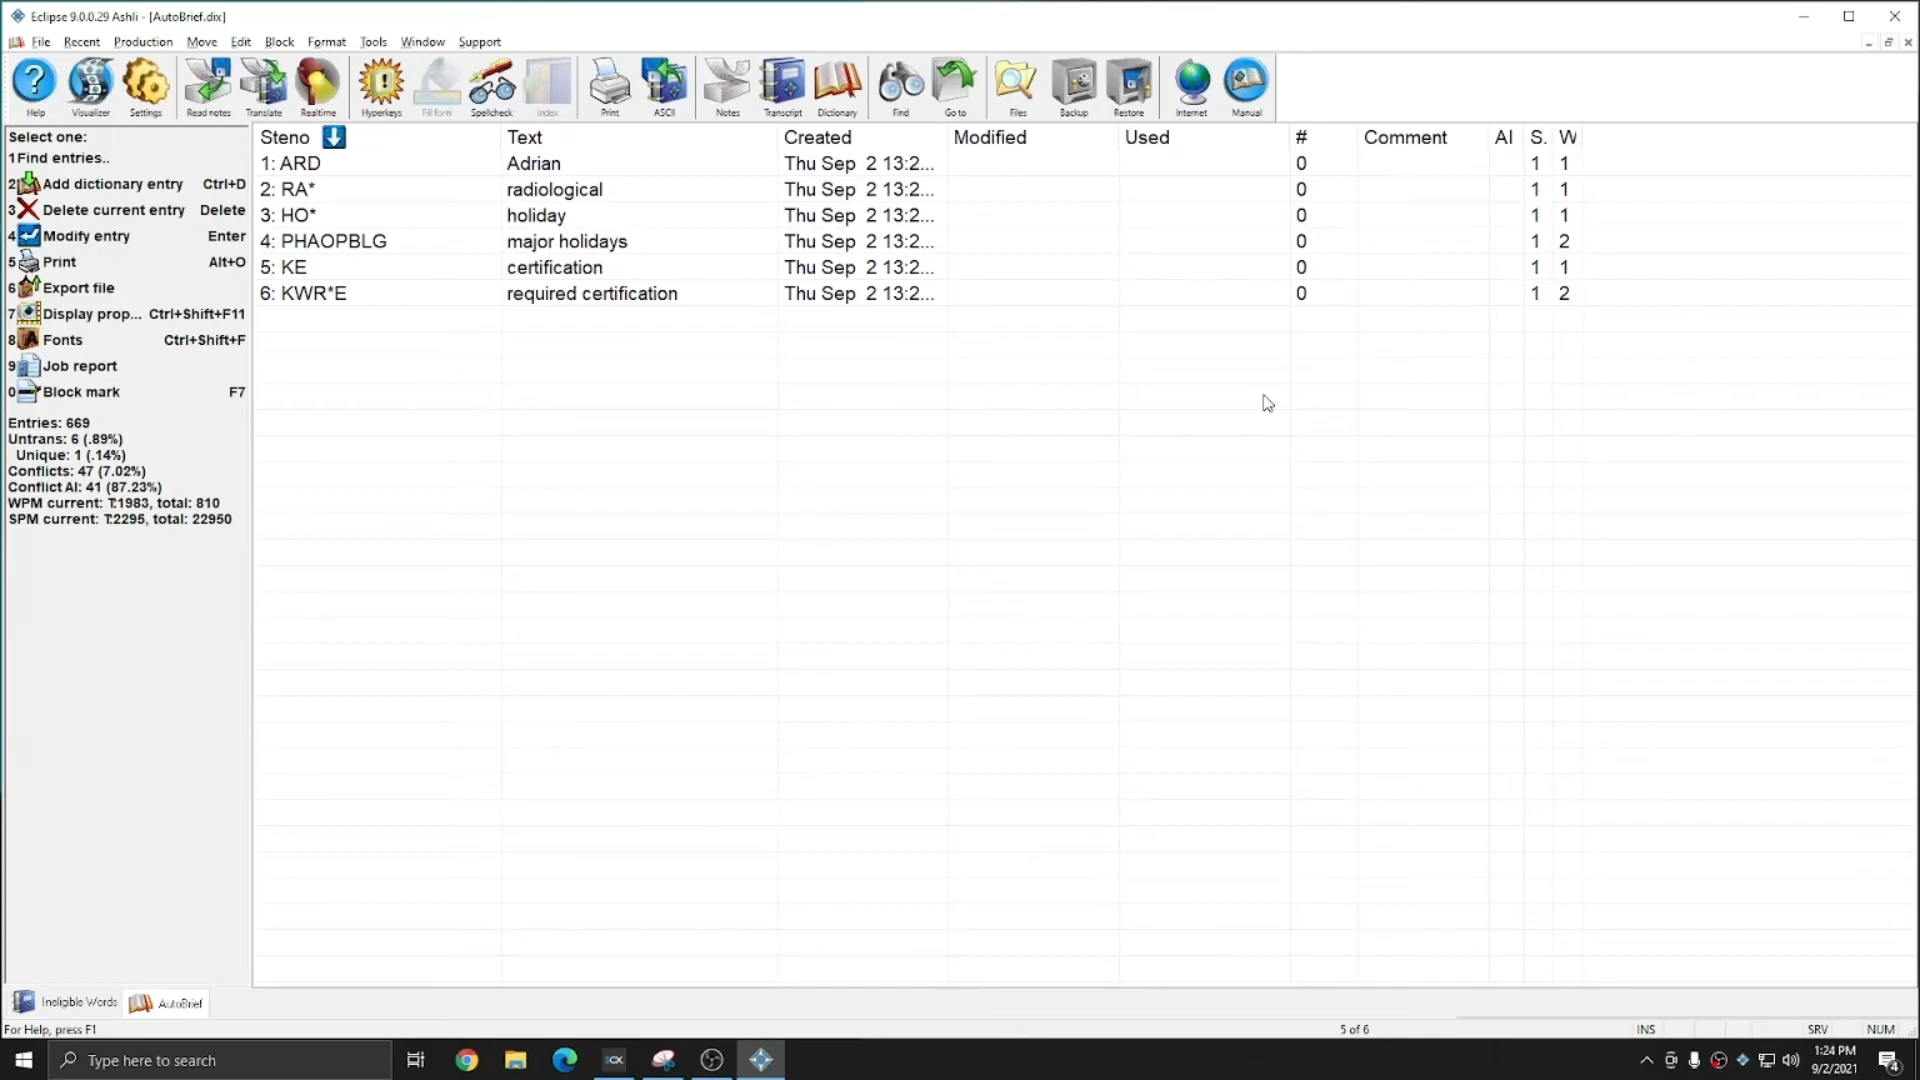 Eclipse 9.0.0.29 Ashli - [AutoBrief.dix]
File Recent Production Move Edit Block Format Tools Window Support
Help Visualizer Settings Read notes Translate Realtime Hyperkeys Fill form Spellcheck Index Print ASCII Notes Transcript Dictionary Find Go to Files Backup Restore Internet Manual
Select one:
1Find entries..
2 Add dictionary entry Ctrl+D
3 Delete current entry Delete
4 Modify entry Enter
5 Print Alt+O
6 Export file
7 Display prop... Ctrl+Shift+F11
8 Fonts Ctrl+Shift+F
9 Job report
0 Block mark F7
Entries: 669
Untrans: 6 (.89%)
Unique: 1 (.14%)
Conflicts: 47 (7.02%)
Conflict AI: 41 (87.23%)
WPM current: T:1983, total: 810
SPM current: T:2295, total: 22950
Steno Text Created Modified Used # Comment AI S. W
1: ARD Adrian Thu Sep 2 13:2... 0 1 1
2: RA* radiological Thu Sep 2 13:2... 0 1 1
3: HO* holiday Thu Sep 2 13:2... 0 1 1
4: PHAOPBLG major holidays Thu Sep 2 13:2... 0 1 2
5: KE certification Thu Sep 2 13:2... 0 1 1
6: KWR*E required certification Thu Sep 2 13:2... 0 1 2
Ineligible Words AutoBrief
For Help, press F1 5 of 6 INS SRV NUM
Type here to search
1:24 PM
9/2/2021
4